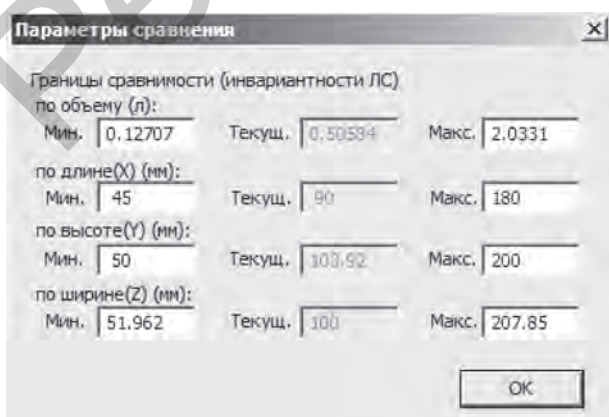 Параметры сравнения
Границы сравнимости (инвариантности ЛС)
по объему (л):
Мин. 0.12707 Текущ. 0.50584 Макс. 2.0331
по длине(X) (мм):
Мин. 45 Текущ. 90 Макс. 180
по высоте(Y) (мм):
Мин. 50 Текущ. 103.92 Макс. 200
по ширине(Z) (мм):
Мин. 51.962 Текущ. 100 Макс. 207.85
OK